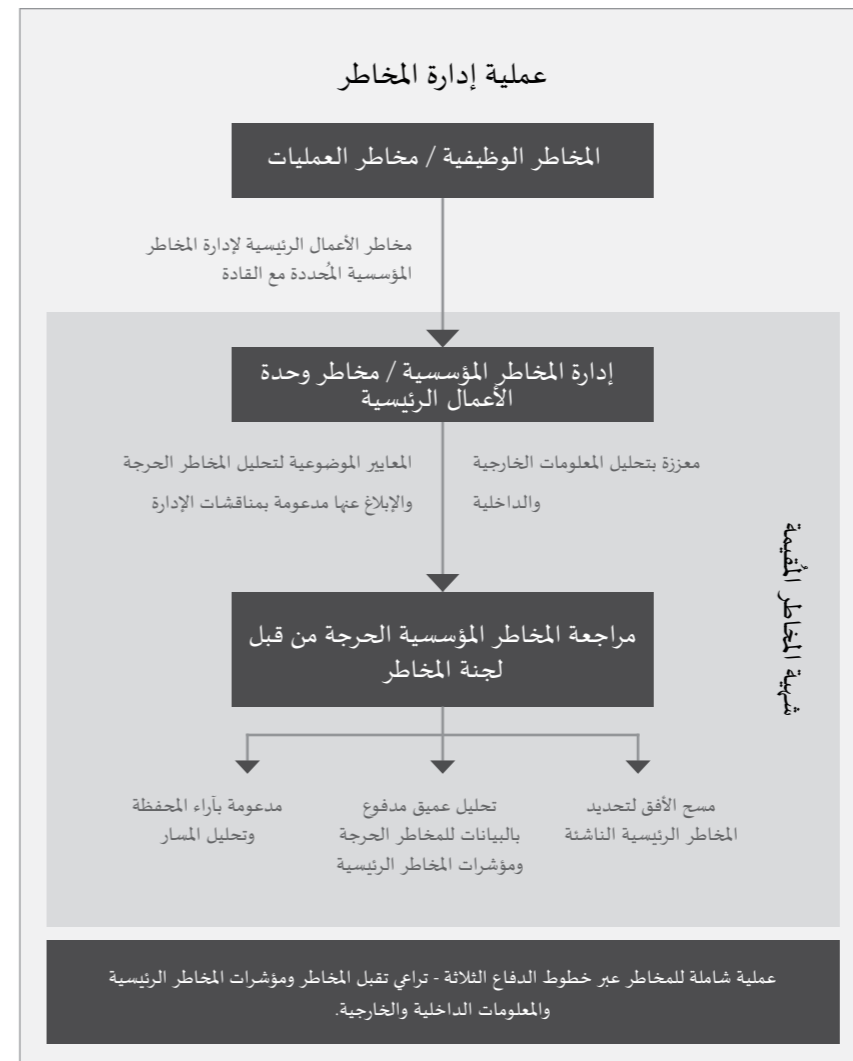 عملية إدارة المخاطر
المخاطر الوظيفية / مخاطر العمليات
مخاطر الأعمال الرئيسية لإدارة المخاطر
المؤسسية المُحددة مع القادة
إدارة المخاطر المؤسسية / مخاطر وحدة
الأعمال الرئيسية
معززة بتحليل المعلومات الخارجية
والداخلية
المعايير الموضوعية لتحليل المخاطر الحرجة
والإبلاغ عنها مدعومة بمناقشات الإدارة
شهية المخاطر المُقيمة
مراجعة المخاطر المؤسسية الحرجة من قبل
لجنة المخاطر
مسح الأفق لتحديد
المخاطر الرئيسية الناشئة
تحليل عميق مدفوع
بالبيانات للمخاطر الحرجة
ومؤشرات المخاطر الرئيسية
مدعومة بآراء المحفظة
وتحليل المسار
عملية شاملة للمخاطر عبر خطوط الدفاع الثلاثة - تراعي تقبل المخاطر ومؤشرات المخاطر الرئيسية
والمعلومات الداخلية والخارجية.